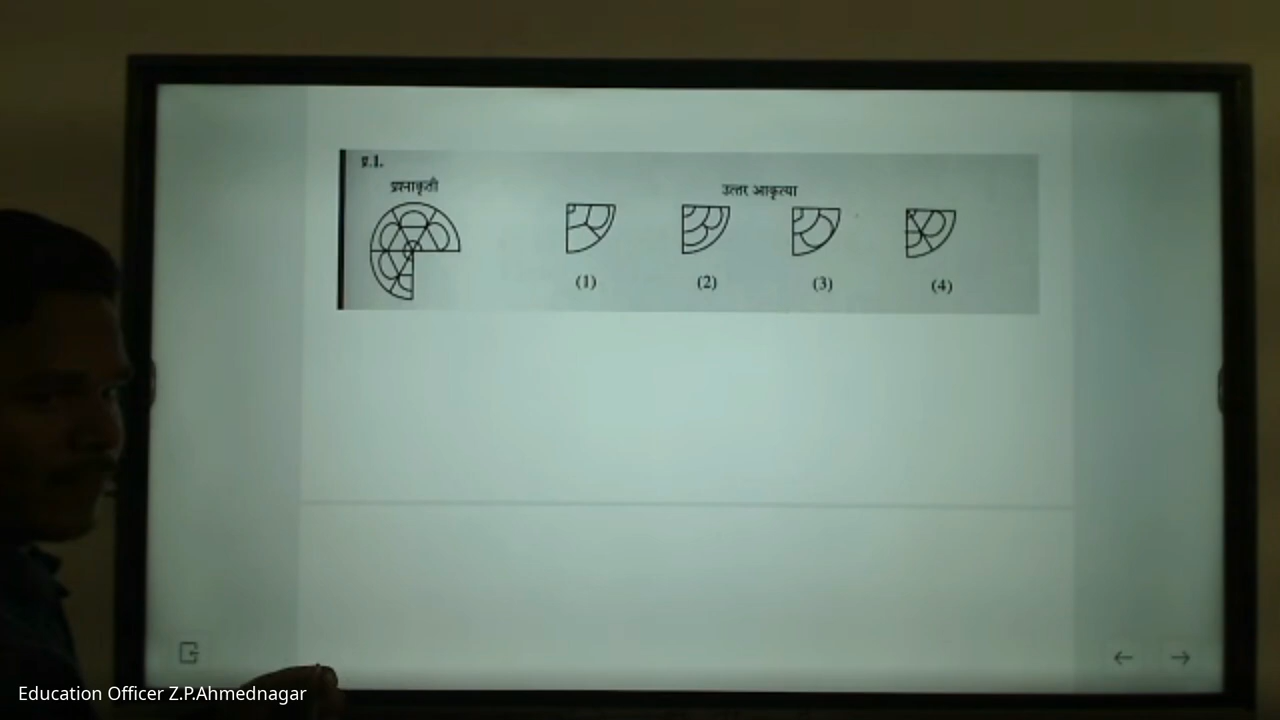 प्र.1.
प्रश्नाकृती
उत्तर आकृत्या
(1) (2) (3) (4)
Education Officer Z.P.Ahmednagar